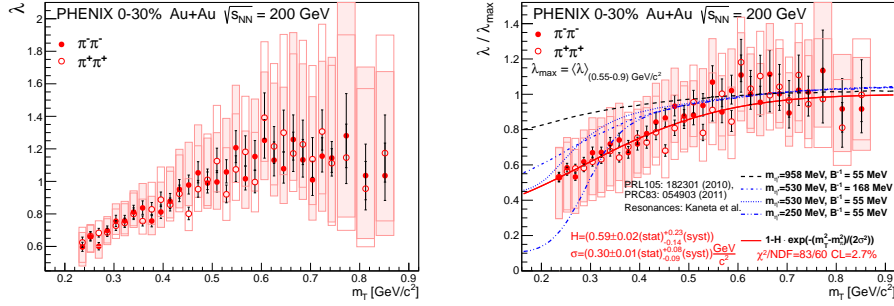 PHENIX 0-30% Au+Au √sNN = 200 GeV
λ
π-π-
π+π+
2
1.8
1.6
1.4
1.2
1
0.8
0.6
0.2 0.3 0.4 0.5 0.6 0.7 0.8 0.9
mT [GeV/c²]
PHENIX 0-30% Au+Au √sNN = 200 GeV
λ / λmax
π-π-
π+π+
λmax = ⟨λ⟩(0.55-0.9) GeV/c²
1.4
1.2
1
0.8
0.6
0.4
0.2
0
PRL105: 182301 (2010),
PRC83: 054903 (2011)
Resonances: Kaneta et al.
mη'=958 MeV, B-1 = 55 MeV
mη'=530 MeV, B-1 = 168 MeV
mη'=530 MeV, B-1 = 55 MeV
mη'=250 MeV, B-1 = 55 MeV
H=(0.59±0.02(stat)+0.23-0.14(syst))
σ=(0.30±0.01(stat)+0.08-0.09(syst))GeV/c²
1-H · exp(-(m²T-m²π)/(2σ²))
χ²/NDF=83/60 CL=2.7%
0.2 0.3 0.4 0.5 0.6 0.7 0.8 0.9
mT [GeV/c²]